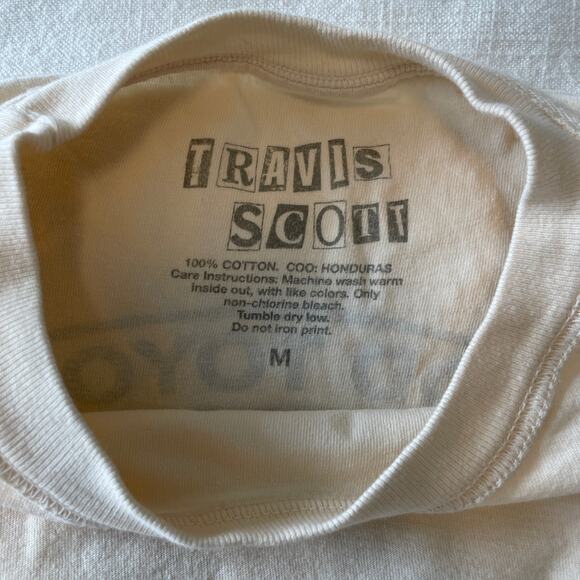 TRAVIS
SCOTT
100% COTTON. COO: HONDURAS
Care Instructions: Machine wash warm
inside out, with like colors. Only
non-chlorine bleach.
Tumble dry low.
Do not iron print.
M